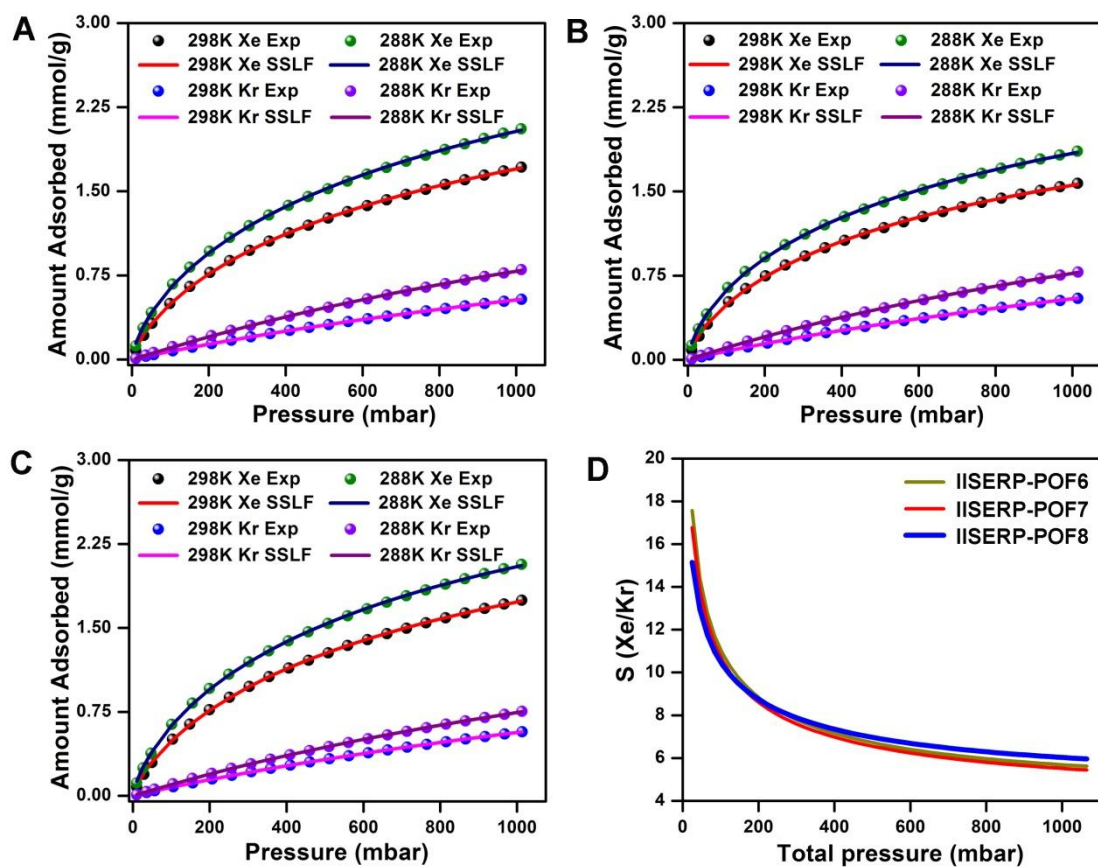 A
298K Xe Exp 288K Xe Exp
298K Xe SSLF 288K Xe SSLF
298K Kr Exp 288K Kr Exp
298K Kr SSLF 288K Kr SSLF
Amount Adsorbed (mmol/g)
3.00
2.25
1.50
0.75
0.00
0 200 400 600 800 1000
Pressure (mbar)
B
298K Xe Exp 288K Xe Exp
298K Xe SSLF 288K Xe SSLF
298K Kr Exp 288K Kr Exp
298K Kr SSLF 288K Kr SSLF
Amount Adsorbed (mmol/g)
3.00
2.25
1.50
0.75
0.00
0 200 400 600 800 1000
Pressure (mbar)
C
298K Xe Exp 288K Xe Exp
298K Xe SSLF 288K Xe SSLF
298K Kr Exp 288K Kr Exp
298K Kr SSLF 288K Kr SSLF
Amount Adsorbed (mmol/g)
3.00
2.25
1.50
0.75
0.00
0 200 400 600 800 1000
Pressure (mbar)
D
IISERP-POF6
IISERP-POF7
IISERP-POF8
S (Xe/Kr)
20
18
16
14
12
10
8
6
4
0 200 400 600 800 1000
Total pressure (mbar)